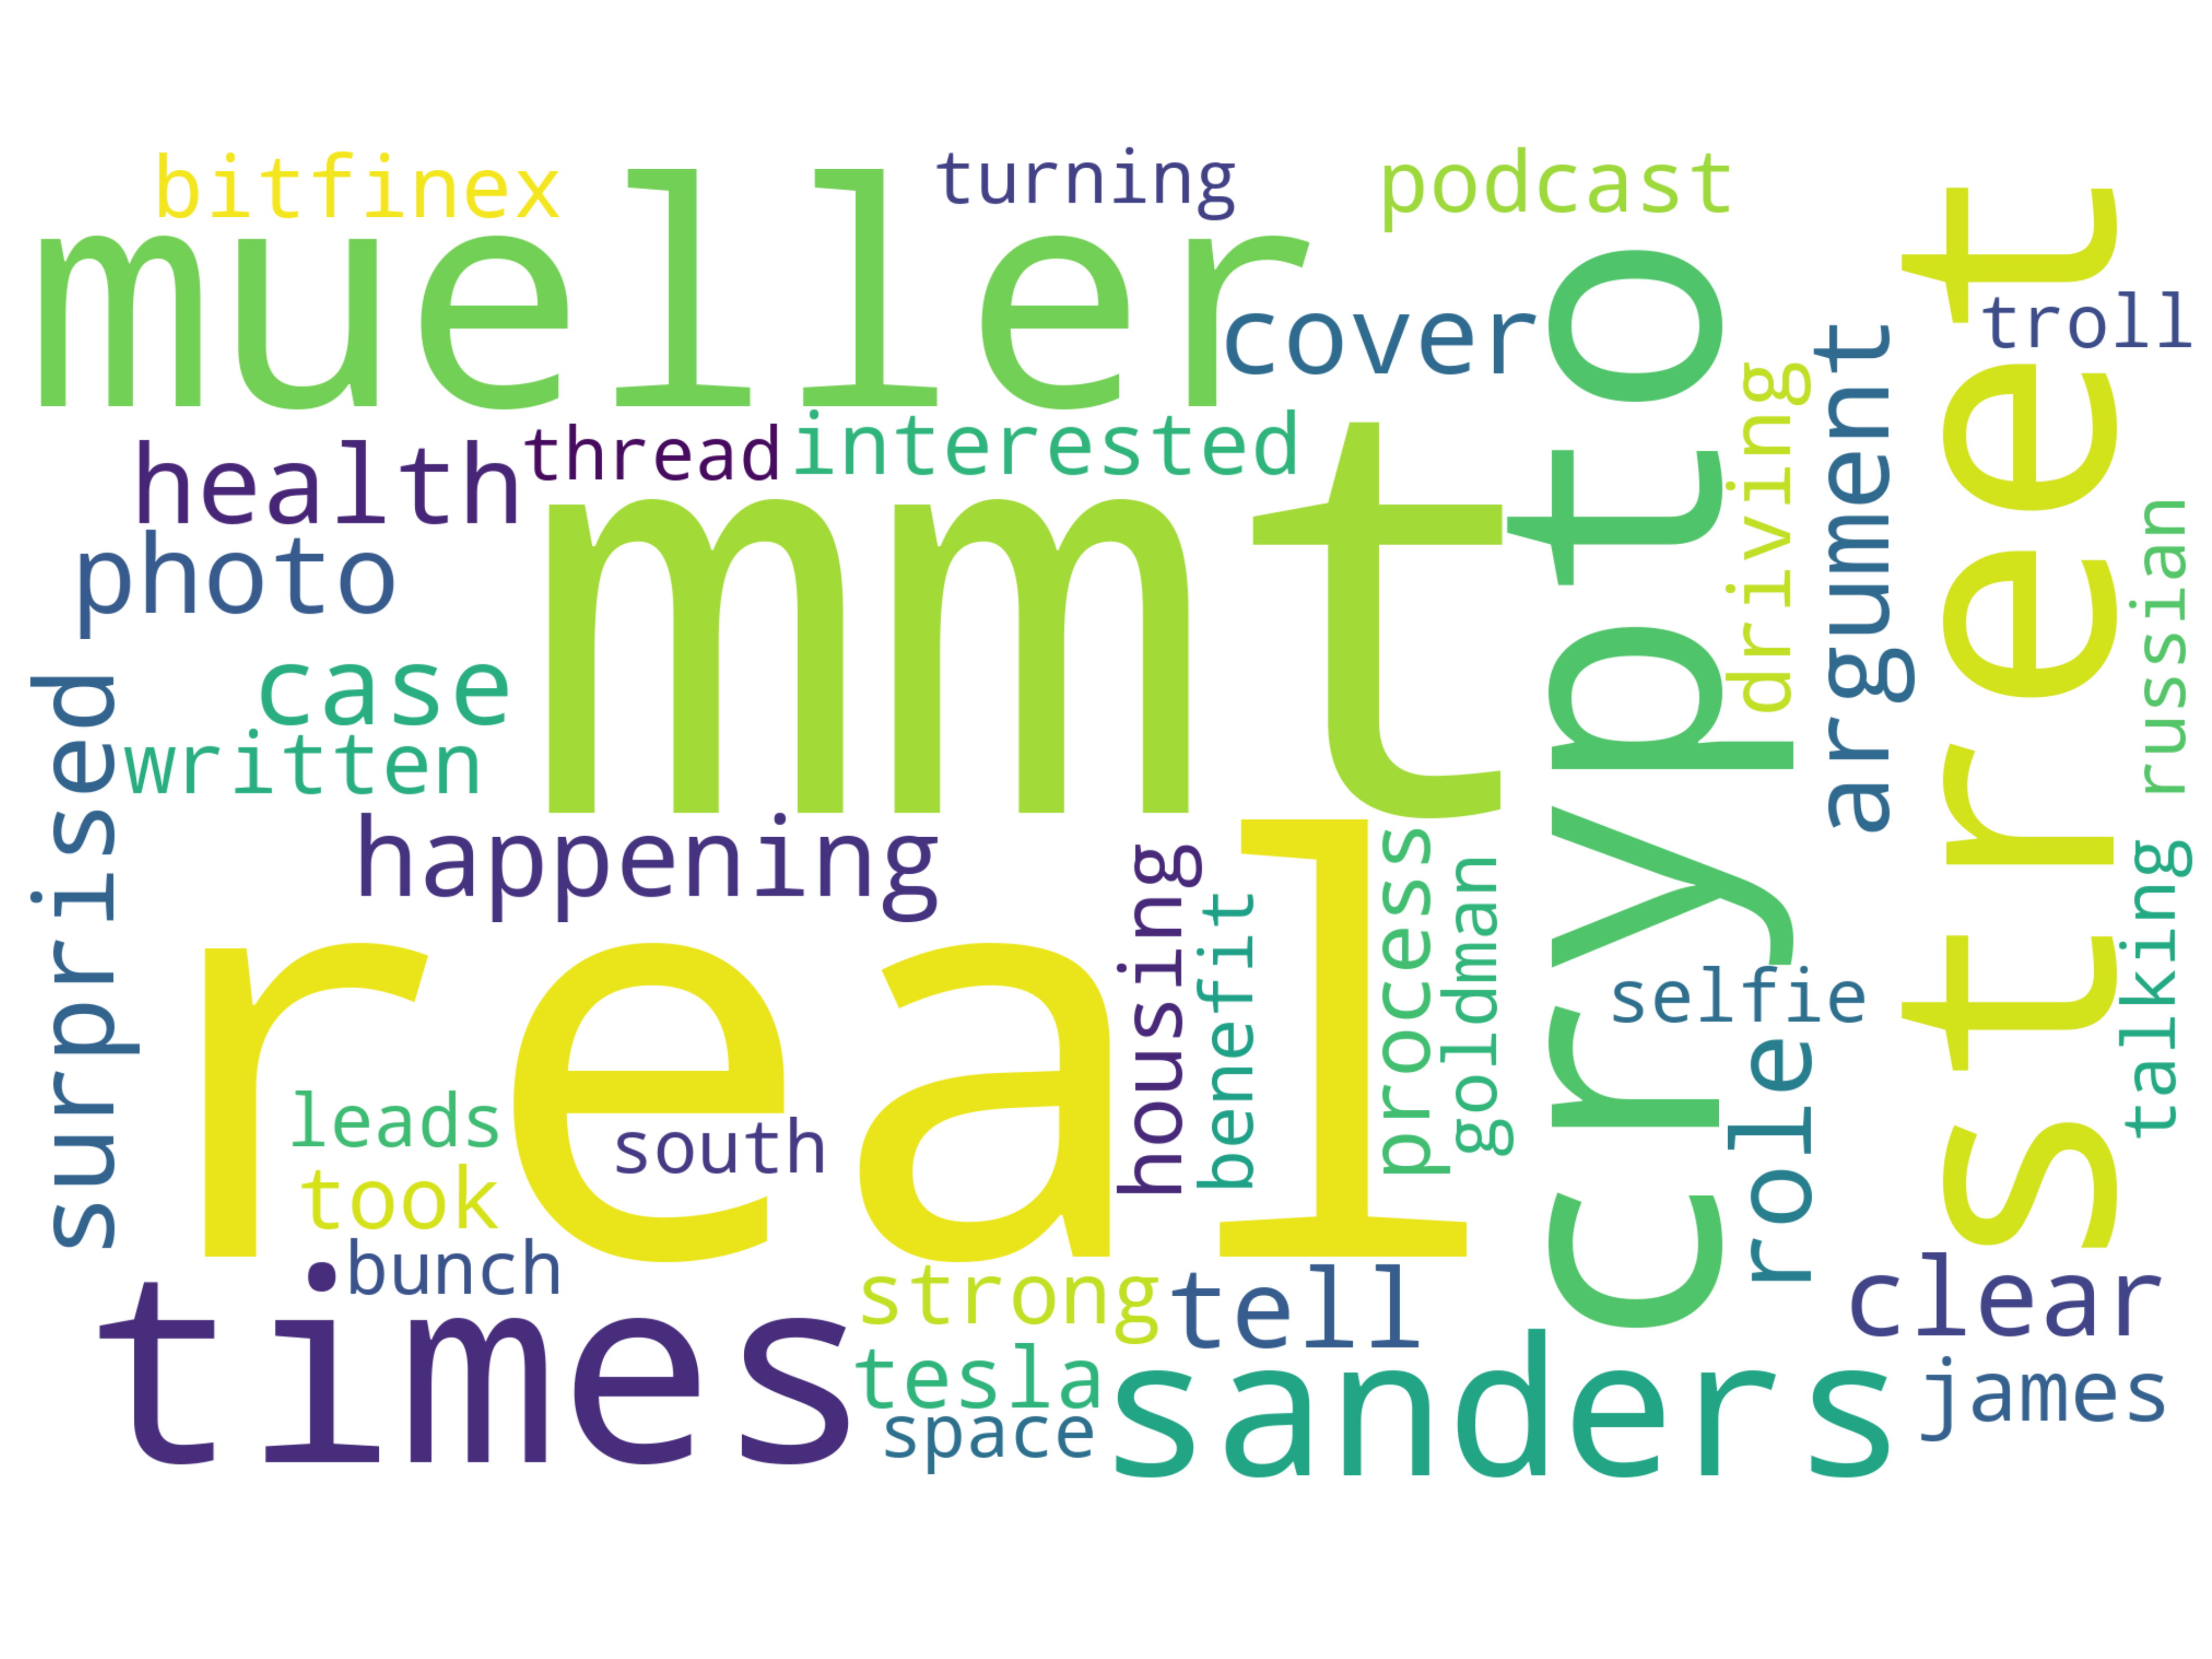 bitfinex
turning
podcast
mueller
cover
troll
street
crypto
driving
argument
health
thread
interested
mmt
photo
russian
case
written
surprised
happening
real
housing
benefit
process
goldman
selfie
role
talking
leads
south
took
bunch
times
strong
tell
clear
tesla
space
sanders
james